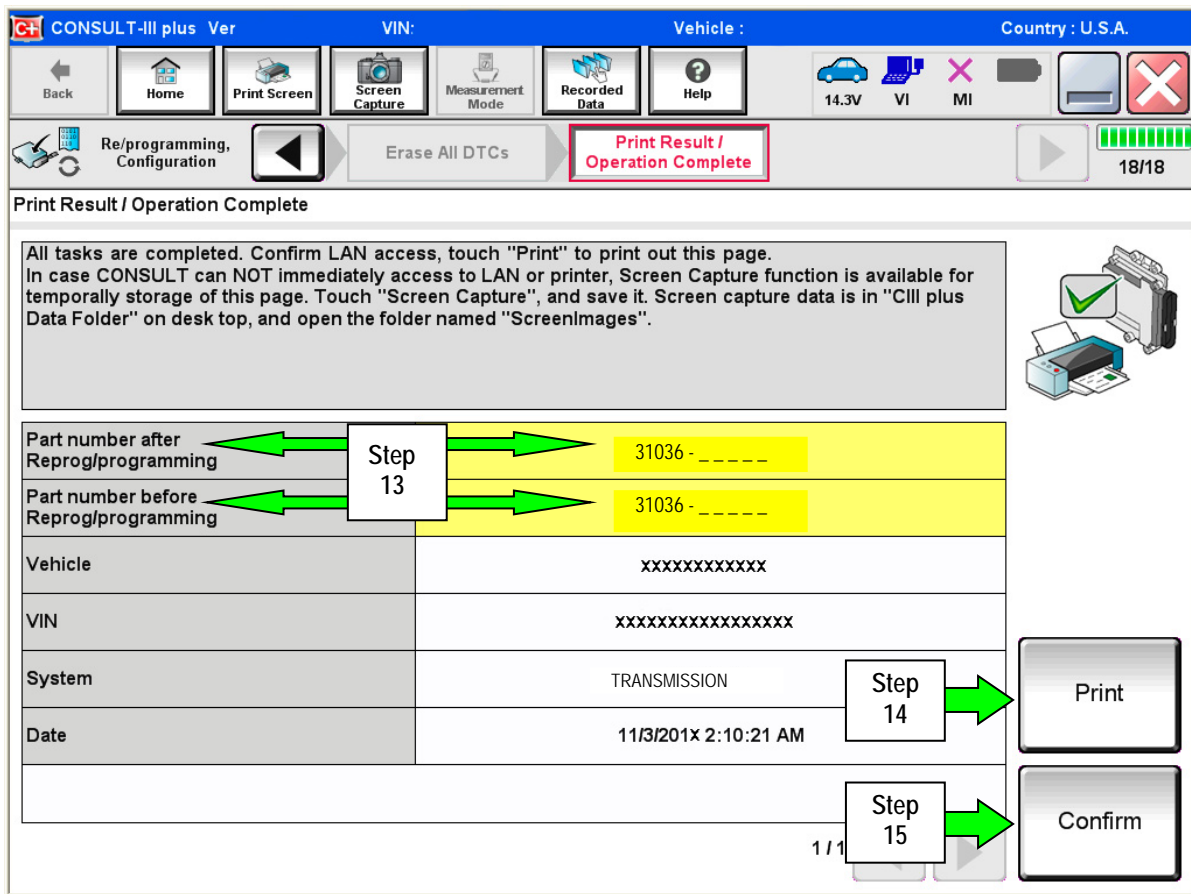 C+ CONSULT-III plus Ver VIN: Vehicle : Country : U.S.A.
Back
Home
Print Screen
Screen
Capture
Measurement
Mode
Recorded
Data
?
Help
14.3V
VI
MI
Re/programming,
Configuration
Erase All DTCs
Print Result /
Operation Complete
18/18
Print Result / Operation Complete
All tasks are completed. Confirm LAN access, touch "Print" to print out this page.
In case CONSULT can NOT immediately access to LAN or printer, Screen Capture function is available for
temporally storage of this page. Touch "Screen Capture", and save it. Screen capture data is in "CIII plus
Data Folder" on desk top, and open the folder named "ScreenImages".
Part number after
Reprog/programming
Step
13
31036 - _ _ _ _ _
Part number before
Reprog/programming
31036 - _ _ _ _ _
Vehicle
xxxxxxxxxxxx
VIN
xxxxxxxxxxxxxxxxx
System
TRANSMISSION
Step
14
Print
Date
11/3/201x 2:10:21 AM
Step
15
Confirm
1 / 1